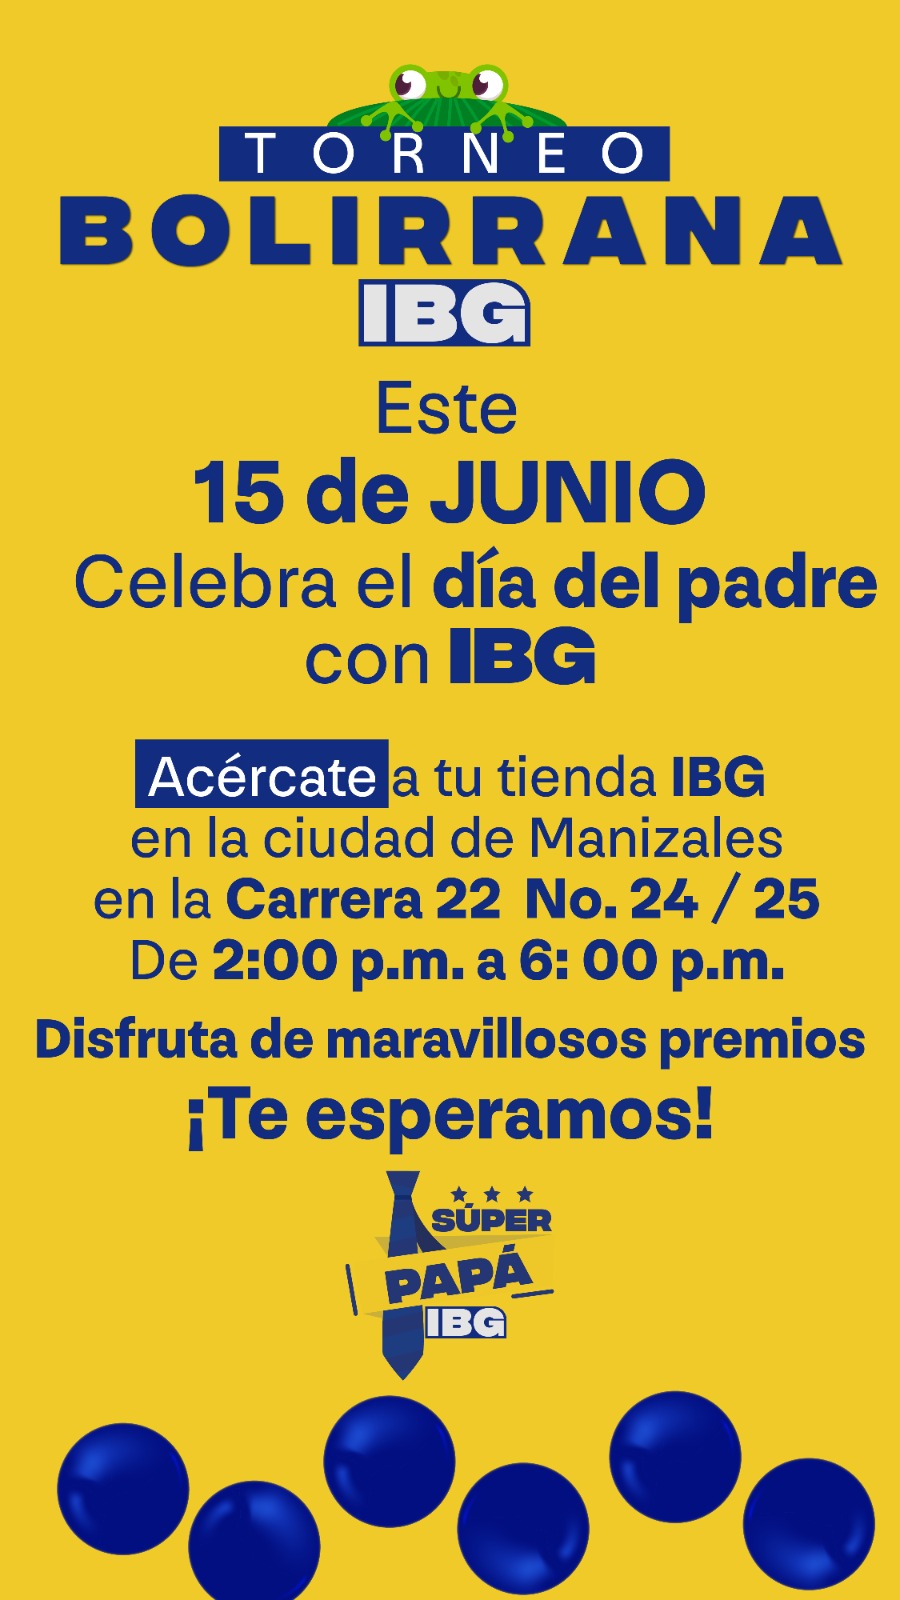 TORNEO
BOLIRRANA
IBG
Este
15 de JUNIO
Celebra el día del padre
con IBG
Acércate a tu tienda IBG
en la ciudad de Manizales
en la Carrera 22 No. 24 / 25
De 2:00 p.m. a 6: 00 p.m.
Disfruta de maravillosos premios
¡Te esperamos!
SÚPER
PAPÁ
IBG